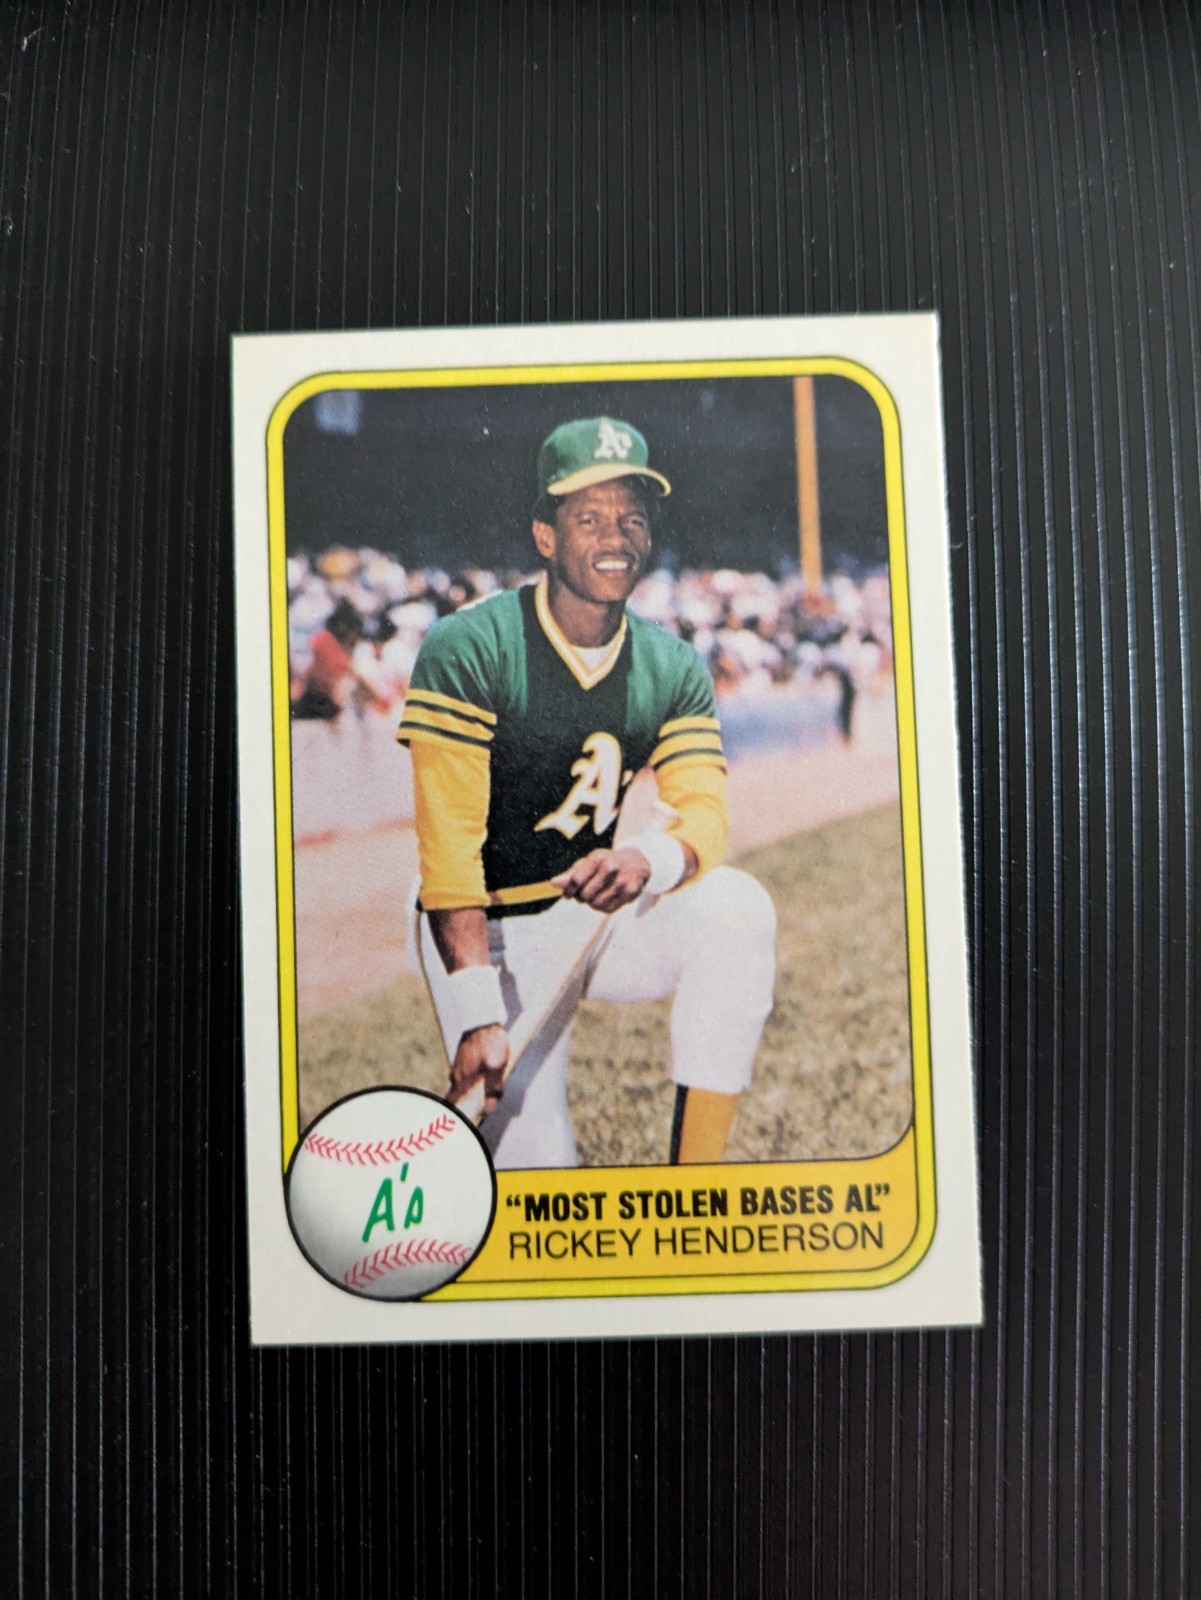 A's
A
A's
"MOST STOLEN BASES AL"
RICKEY HENDERSON